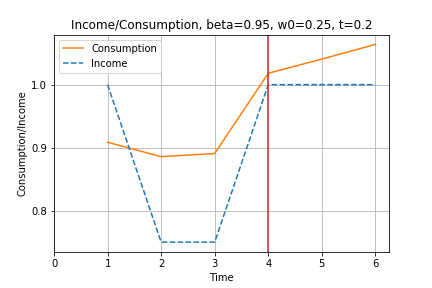 Income/Consumption, beta=0.95, w0=0.25, t=0.2
Consumption
Income
Consumption/Income
1.0
0.9
0.8
0 1 2 3 4 5 6
Time